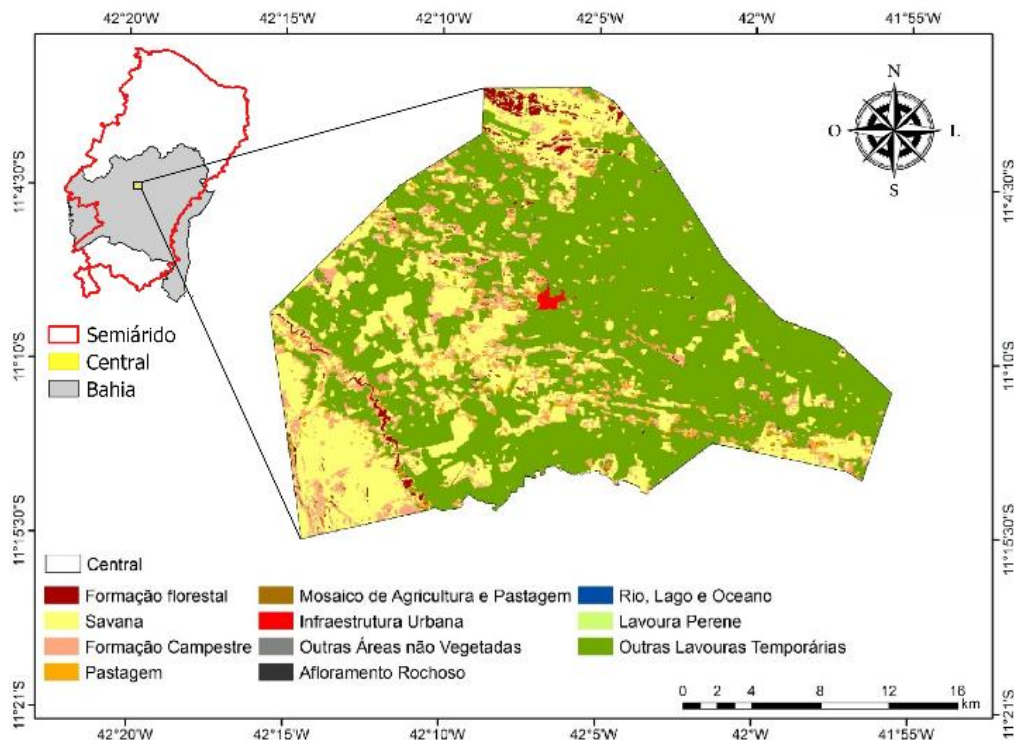 42°20'W 42°15'W 42°10'W 42°5'W 42°W 41°55'W
N
O L
S
11°4'30"S 11°4'30"S
Semiárido
Central
Bahia
11°10'S 11°10'S
11°15'30"S 11°15'30"S
Central
Formação florestal Mosaico de Agricultura e Pastagem Rio, Lago e Oceano
Savana Infraestrutura Urbana Lavoura Perene
Formação Campestre Outras Áreas não Vegetadas Outras Lavouras Temporárias
Pastagem Afloramento Rochoso
0 2 4 8 12 16
km
11°21'S 11°21'S
42°20'W 42°15'W 42°10'W 42°5'W 42°W 41°55'W